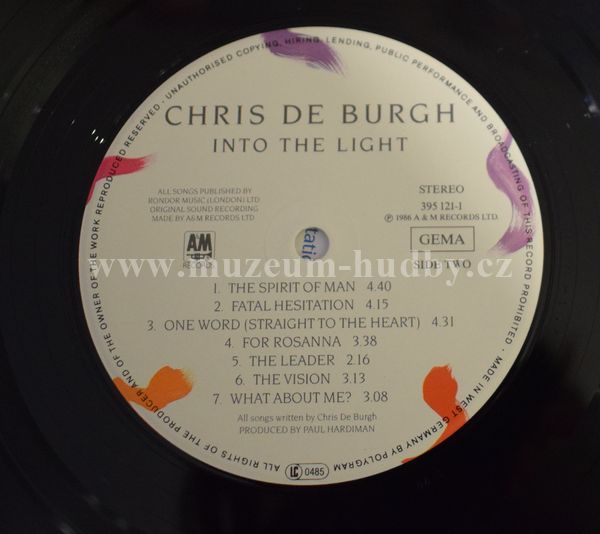 ALL RIGHTS OF THE PRODUCER AND OF THE OWNER OF THE WORK REPRODUCED RESERVED · UNAUTHORISED COPYING, HIRING, LENDING, PUBLIC PERFORMANCE AND BROADCASTING OF THIS RECORD PROHIBITED. · MADE IN WEST GERMANY BY POLYGRAM
CHRIS DE BURGH
INTO THE LIGHT
ALL SONGS PUBLISHED BY
RONDOR MUSIC (LONDON) LTD
ORIGINAL SOUND RECORDING
MADE BY A&M RECORDS LTD
STEREO
395 121-1
℗ 1986 A & M RECORDS LTD.
A&M
RECORDS
GEMA
SIDE TWO
tatio
www.muzeum-hudby.cz
1. THE SPIRIT OF MAN 4.40
2. FATAL HESITATION 4.15
3. ONE WORD (STRAIGHT TO THE HEART) 4.31
4. FOR ROSANNA 3.38
5. THE LEADER 2.16
6. THE VISION 3.13
7. WHAT ABOUT ME? 3.08
All songs written by Chris De Burgh
PRODUCED BY PAUL HARDIMAN
LC 0485